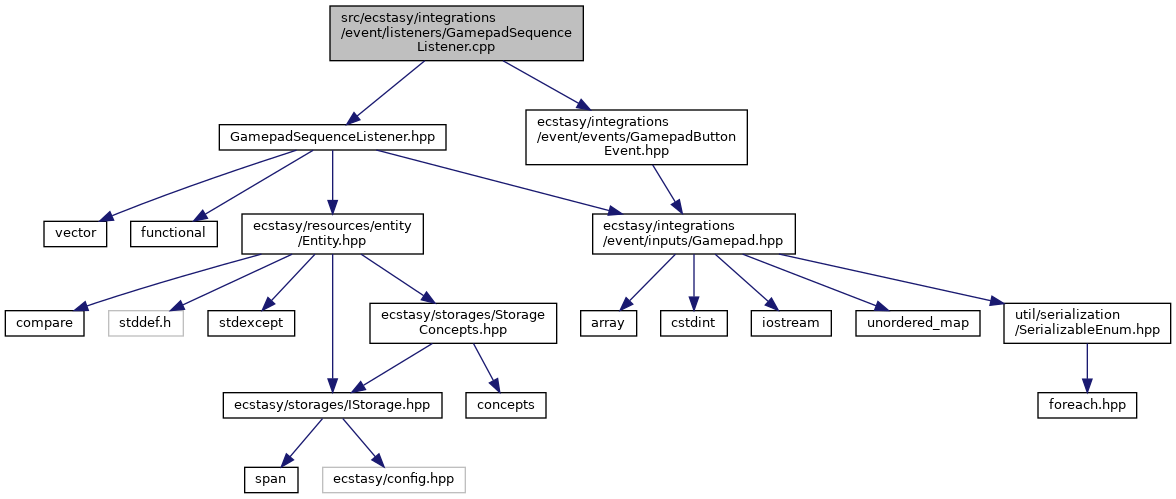 src/ecstasy/integrations
/event/listeners/GamepadSequence
Listener.cpp
GamepadSequenceListener.hpp
ecstasy/integrations
/event/events/GamepadButton
Event.hpp
vector
functional
ecstasy/resources/entity
/Entity.hpp
ecstasy/integrations
/event/inputs/Gamepad.hpp
compare
stddef.h
stdexcept
ecstasy/storages/Storage
Concepts.hpp
array
cstdint
iostream
unordered_map
util/serialization
/SerializableEnum.hpp
ecstasy/storages/IStorage.hpp
concepts
foreach.hpp
span
ecstasy/config.hpp